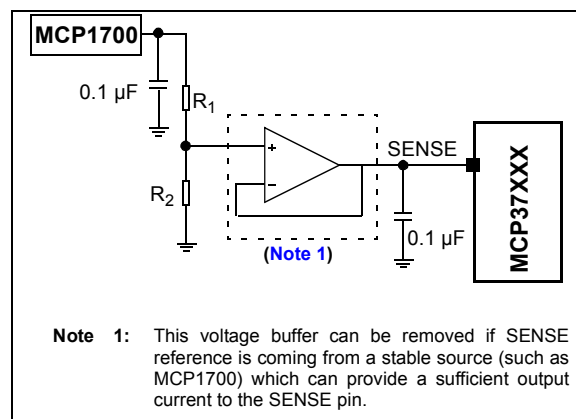 MCP1700
0.1 µF
R1
R2
+
–
SENSE
0.1 µF
MCP37XXX
(Note 1)
Note 1: This voltage buffer can be removed if SENSE
reference is coming from a stable source (such as
MCP1700) which can provide a sufficient output
current to the SENSE pin.